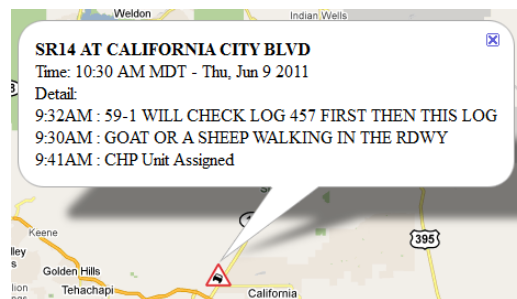 Weldon
Indian Wells
SR14 AT CALIFORNIA CITY BLVD
Time: 10:30 AM MDT - Thu, Jun 9 2011
Detail:
9:32AM : 59-1 WILL CHECK LOG 457 FIRST THEN THIS LOG
9:30AM : GOAT OR A SHEEP WALKING IN THE RDWY
9:41AM : CHP Unit Assigned
Keene
395
Golden Hills
Tehachapi
California